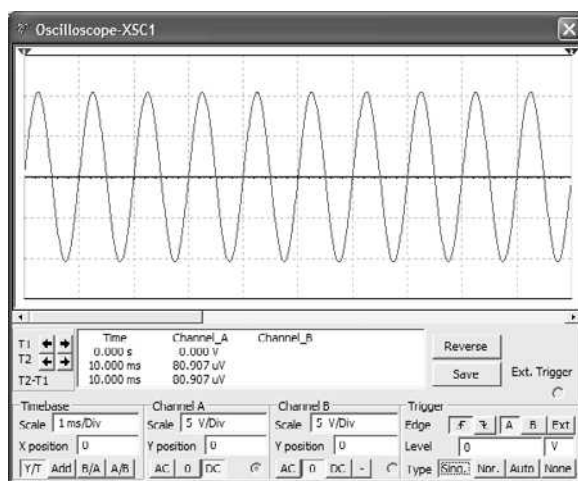 Oscilloscope-XSC1
1
T1
T2
T2-T1
Time Channel_A Channel_B
0.000 s 0.000 V
10.000 ms 80.907 uV
10.000 ms 80.907 uV
Reverse
Save
Ext. Trigger
Timebase
Scale 1 ms/Div
X position 0
Y/T Add B/A A/B
Channel A
Scale 5 V/Div
Y position 0
AC 0 DC
Channel B
Scale 5 V/Div
Y position 0
AC 0 DC -
Trigger
Edge A B Ext
Level 0 V
Type Sing. Nor. Auto None